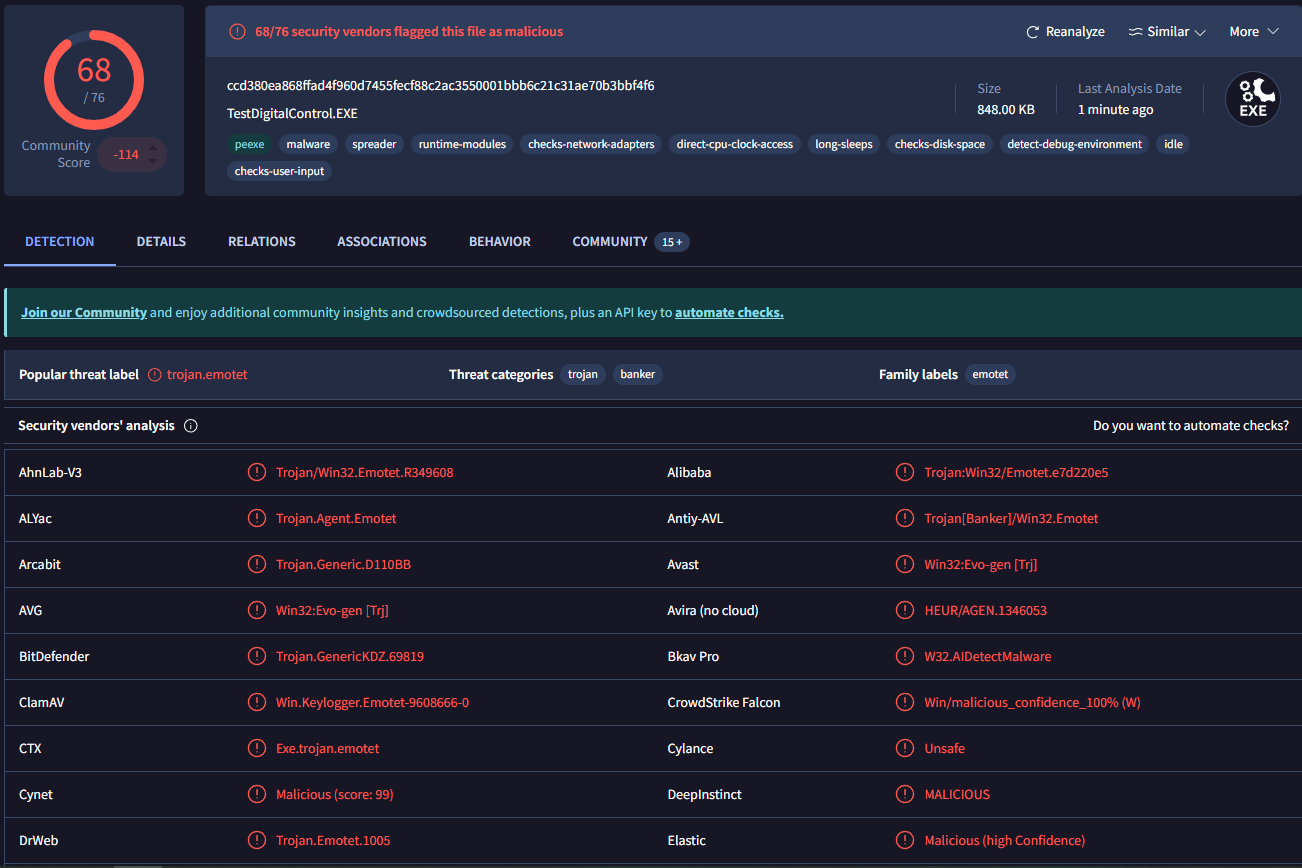 68
/ 76
Community
Score
-114
68/76 security vendors flagged this file as malicious
Reanalyze
Similar
More
ccd380ea868ffad4f960d7455fecf88c2ac3550001bbb6c21c31ae70b3bbf4f6
TestDigitalControl.EXE
Size
848.00 KB
Last Analysis Date
1 minute ago
EXE
peexe malware spreader runtime-modules checks-network-adapters direct-cpu-clock-access long-sleeps checks-disk-space detect-debug-environment idle
checks-user-input
DETECTION DETAILS RELATIONS ASSOCIATIONS BEHAVIOR COMMUNITY 15+
Join our Community and enjoy additional community insights and crowdsourced detections, plus an API key to automate checks.
Popular threat label trojan.emotet Threat categories trojan banker Family labels emotet
Security vendors' analysis Do you want to automate checks?
AhnLab-V3 Trojan/Win32.Emotet.R349608 Alibaba Trojan:Win32/Emotet.e7d220e5
ALYac Trojan.Agent.Emotet Antiy-AVL Trojan[Banker]/Win32.Emotet
Arcabit Trojan.Generic.D110BB Avast Win32:Evo-gen [Trj]
AVG Win32:Evo-gen [Trj] Avira (no cloud) HEUR/AGEN.1346053
BitDefender Trojan.GenericKDZ.69819 Bkav Pro W32.AIDetectMalware
ClamAV Win.Keylogger.Emotet-9608666-0 CrowdStrike Falcon Win/malicious_confidence_100% (W)
CTX Exe.trojan.emotet Cylance Unsafe
Cynet Malicious (score: 99) DeepInstinct MALICIOUS
DrWeb Trojan.Emotet.1005 Elastic Malicious (high Confidence)